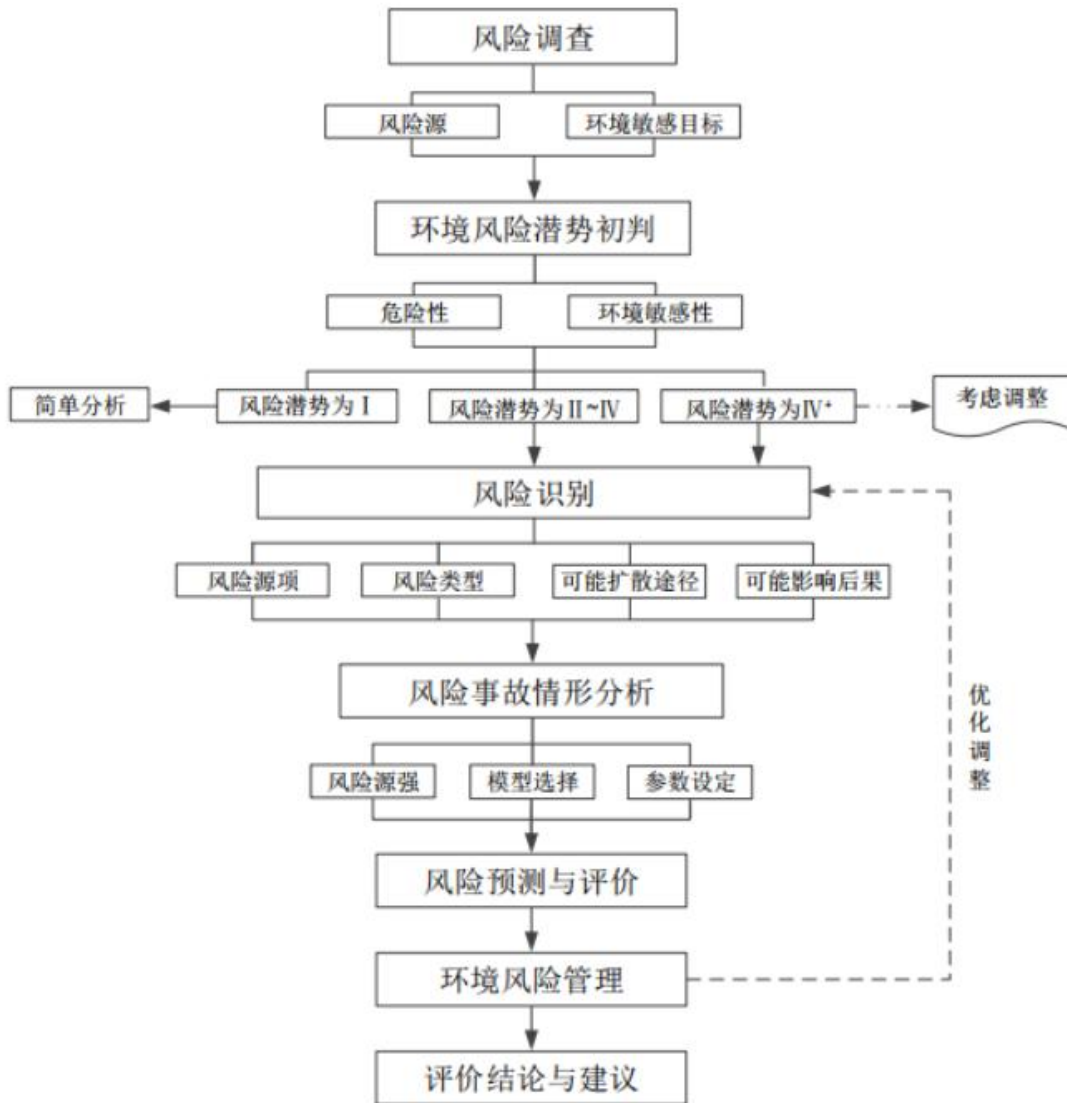 风险调查
风险源
环境敏感目标
环境风险潜势初判
危险性
环境敏感性
简单分析
风险潜势为Ⅰ
风险潜势为Ⅱ~Ⅳ
风险潜势为Ⅳ⁺
考虑调整
风险识别
风险源项
风险类型
可能扩散途径
可能影响后果
风险事故情形分析
优化调整
风险源强
模型选择
参数设定
风险预测与评价
环境风险管理
评价结论与建议